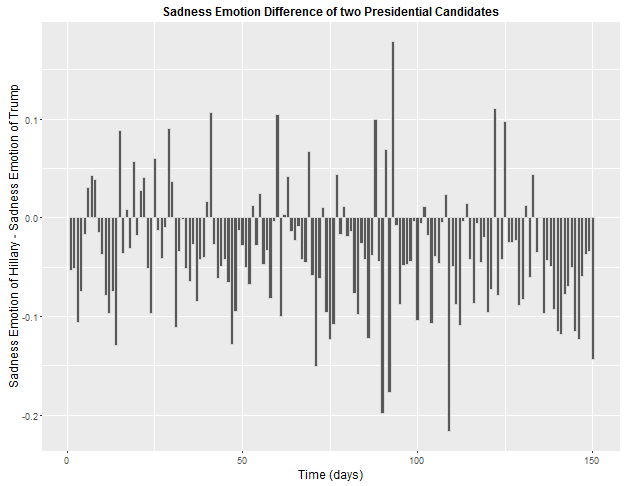 Sadness Emotion Difference of two Presidential Candidates
Sadness Emotion of Hillary - Sadness Emotion of Trump
0.1
0.0
-0.1
-0.2
0
50
100
150
Time (days)